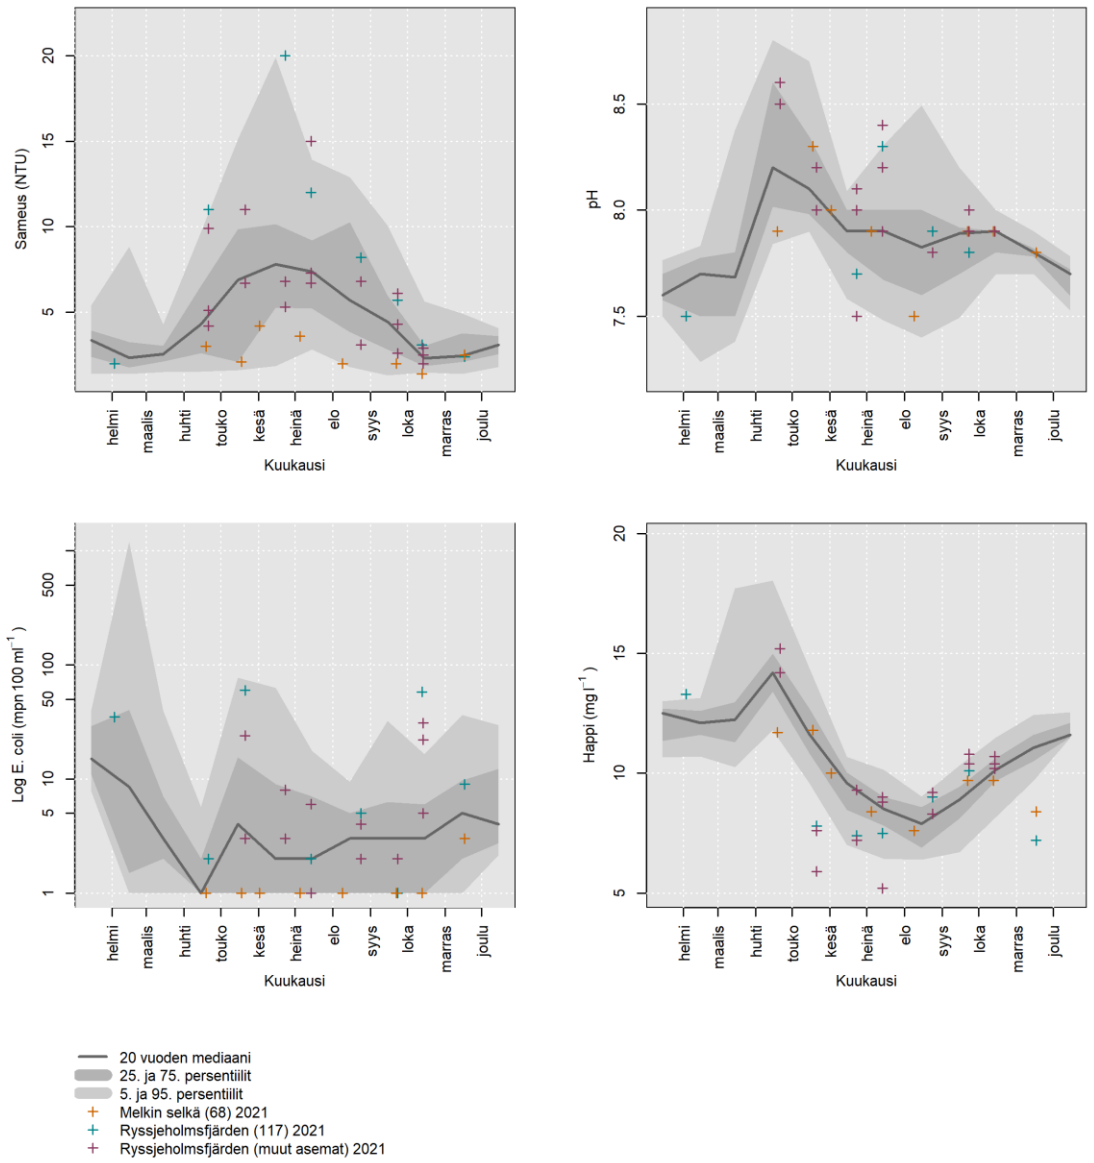 Sameus (NTU)
20
15
10
5
helmi
maalis
huhti
touko
kesä
heinä
elo
syys
loka
marras
joulu
Kuukausi
pH
8.5
8.0
7.5
helmi
maalis
huhti
touko
kesä
heinä
elo
syys
loka
marras
joulu
Kuukausi
Log E. coli (mpn 100 ml⁻¹ )
500
100
50
10
5
1
helmi
maalis
huhti
touko
kesä
heinä
elo
syys
loka
marras
joulu
Kuukausi
Happi (mg l⁻¹ )
20
15
10
5
helmi
maalis
huhti
touko
kesä
heinä
elo
syys
loka
marras
joulu
Kuukausi
20 vuoden mediaani
25. ja 75. persentiilit
5. ja 95. persentiilit
Melkin selkä (68) 2021
Ryssjeholmsfjärden (117) 2021
Ryssjeholmsfjärden (muut asemat) 2021